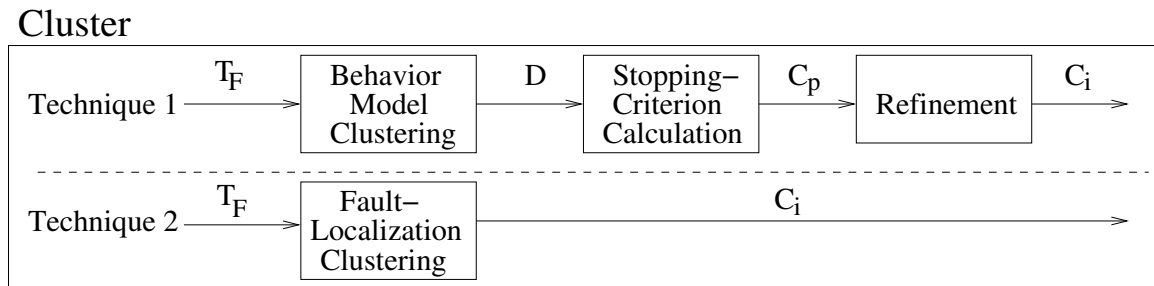 Cluster
Technique 1
T_F
Behavior
Model
Clustering
D
Stopping–
Criterion
Calculation
C_p
Refinement
C_i
Technique 2
T_F
Fault–
Localization
Clustering
C_i